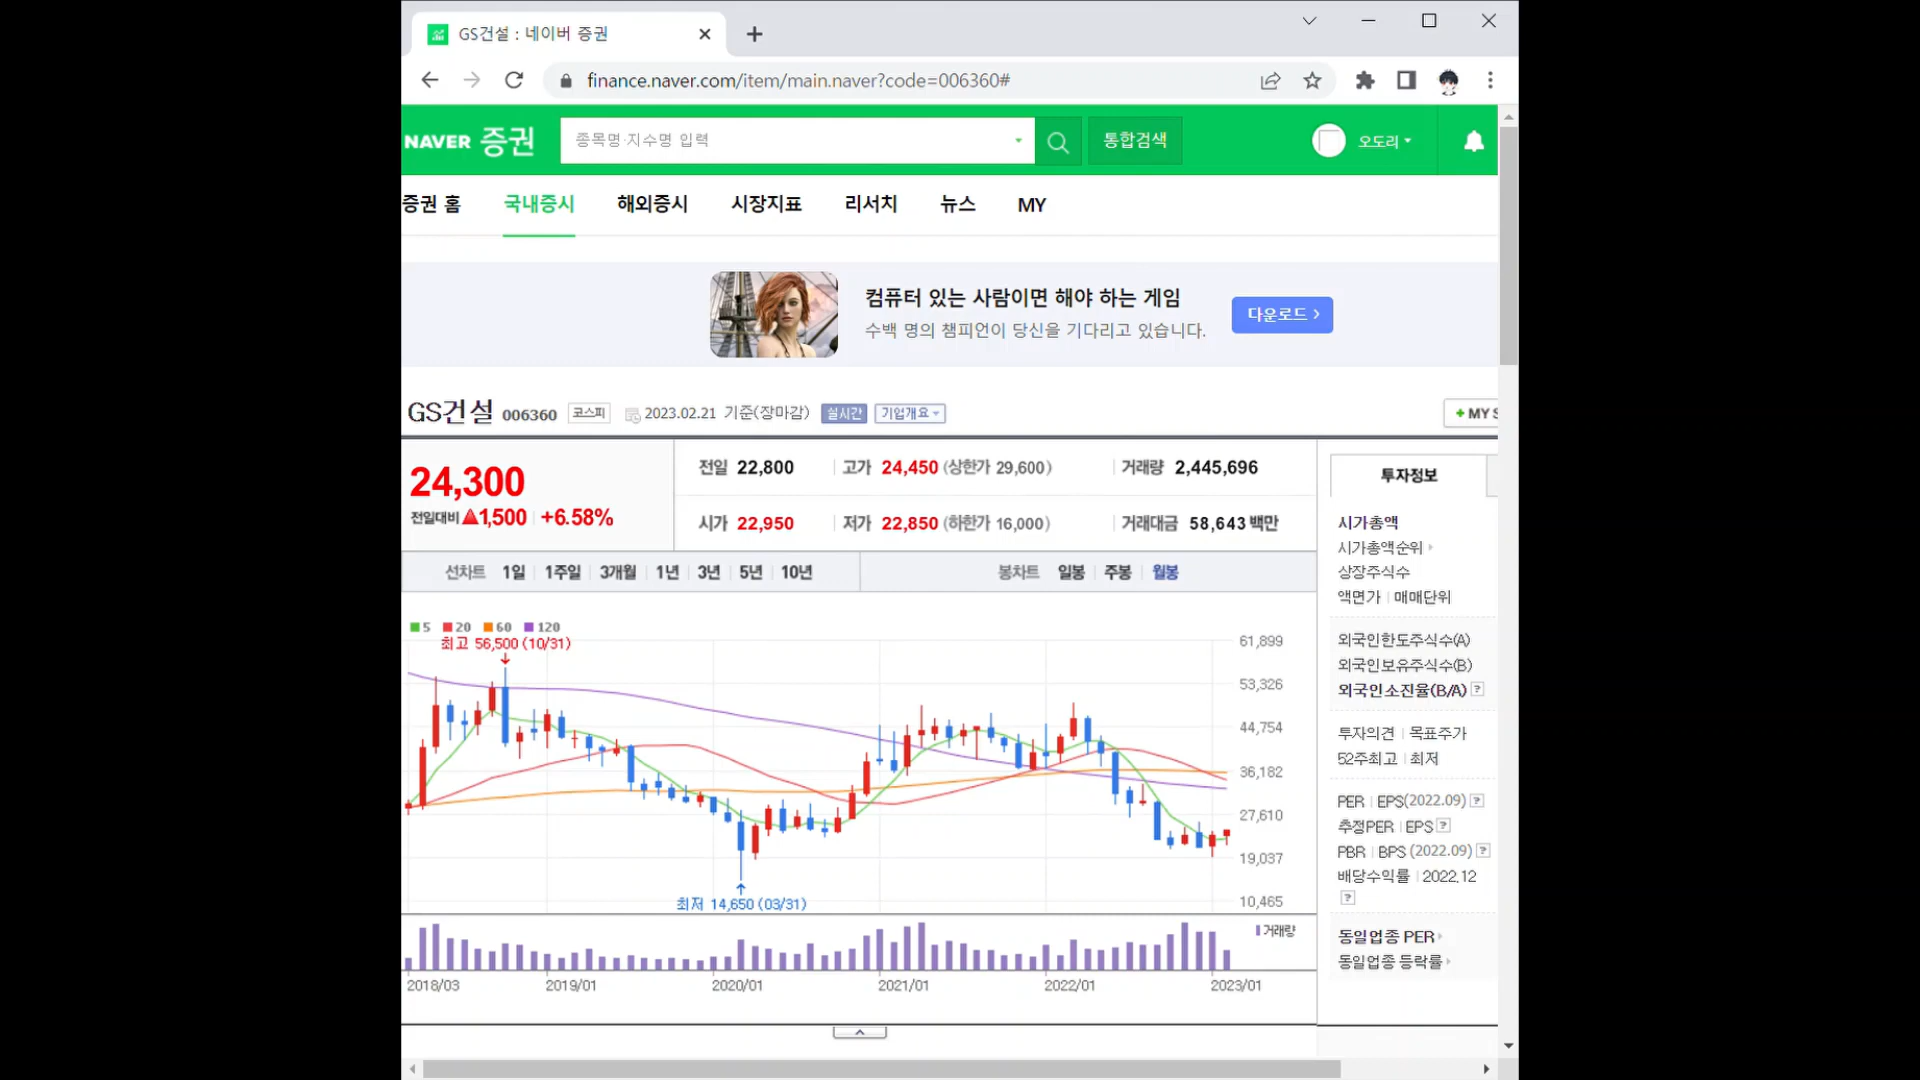 GS건설 : 네이버 증권
finance.naver.com/item/main.naver?code=006360#
NAVER 증권
종목명·지수명 입력
통합검색
오도리
증권 홈 국내증시 해외증시 시장지표 리서치 뉴스 MY
컴퓨터 있는 사람이면 해야 하는 게임
수백 명의 챔피언이 당신을 기다리고 있습니다.
다운로드
GS건설 006360 코스피 2023.02.21 기준(장마감) 실시간 기업개요
+ MY S
24,300
전일대비 ▲1,500 +6.58%
전일 22,800 고가 24,450 (상한가 29,600) 거래량 2,445,696
시가 22,950 저가 22,850 (하한가 16,000) 거래대금 58,643 백만
선차트 1일 1주일 3개월 1년 3년 5년 10년 봉차트 일봉 주봉 월봉
5 20 60 120
최고 56,500 (10/31)
61,899
53,326
44,754
36,182
27,610
19,037
10,465
최저 14,650 (03/31)
거래량
2018/03 2019/01 2020/01 2021/01 2022/01 2023/01
투자정보
시가총액
시가총액순위
상장주식수
액면가 매매단위
외국인한도주식수(A)
외국인보유주식수(B)
외국인소진율(B/A) ?
투자의견 목표주가
52주최고 최저
PER EPS(2022.09) ?
추정PER EPS ?
PBR BPS (2022.09) ?
배당수익률 2022.12
?
동일업종 PER
동일업종 등락률